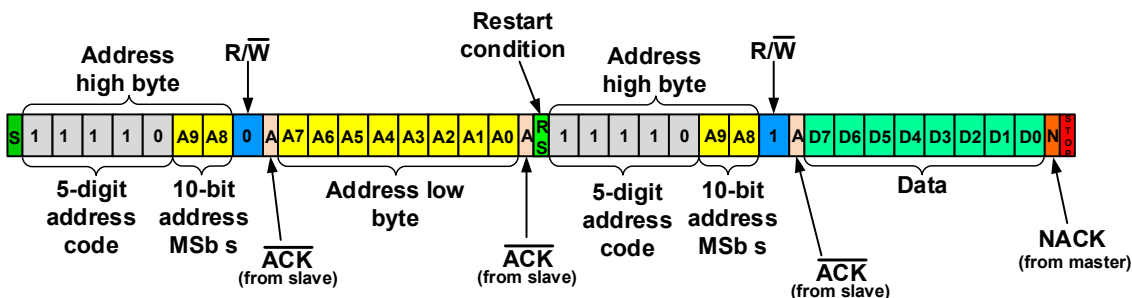 Address
high byte
R/W
Restart
condition
Address
high byte
R/W
S 1 1 1 1 0 A9 A8 0 A A7 A6 A5 A4 A3 A2 A1 A0 A RS 1 1 1 1 0 A9 A8 1 A D7 D6 D5 D4 D3 D2 D1 D0 N STOP
5-digit
address
code
10-bit
address
MSb s
ACK
(from slave)
Address low
byte
ACK
(from slave)
5-digit
address
code
10-bit
address
MSb s
ACK
(from slave)
Data
NACK
(from master)